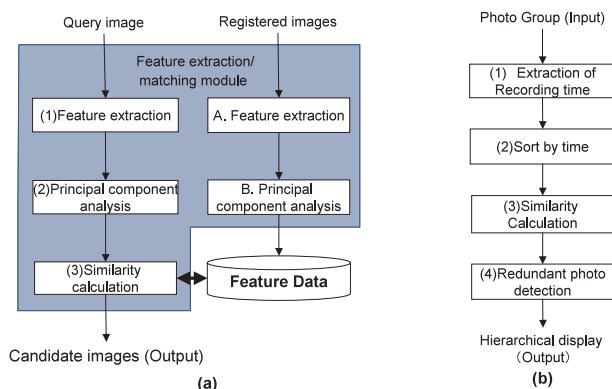 Query image
Registered images
Feature extraction/
matching module
(1)Feature extraction
A. Feature extraction
(2)Principal component
analysis
B. Principal
component analysis
(3)Similarity
calculation
Feature Data
Candidate images (Output)
(a)
Photo Group (Input)
(1) Extraction of
Recording time
(2)Sort by time
(3)Similarity
Calculation
(4)Redundant photo
detection
Hierarchical display
(Output)
(b)